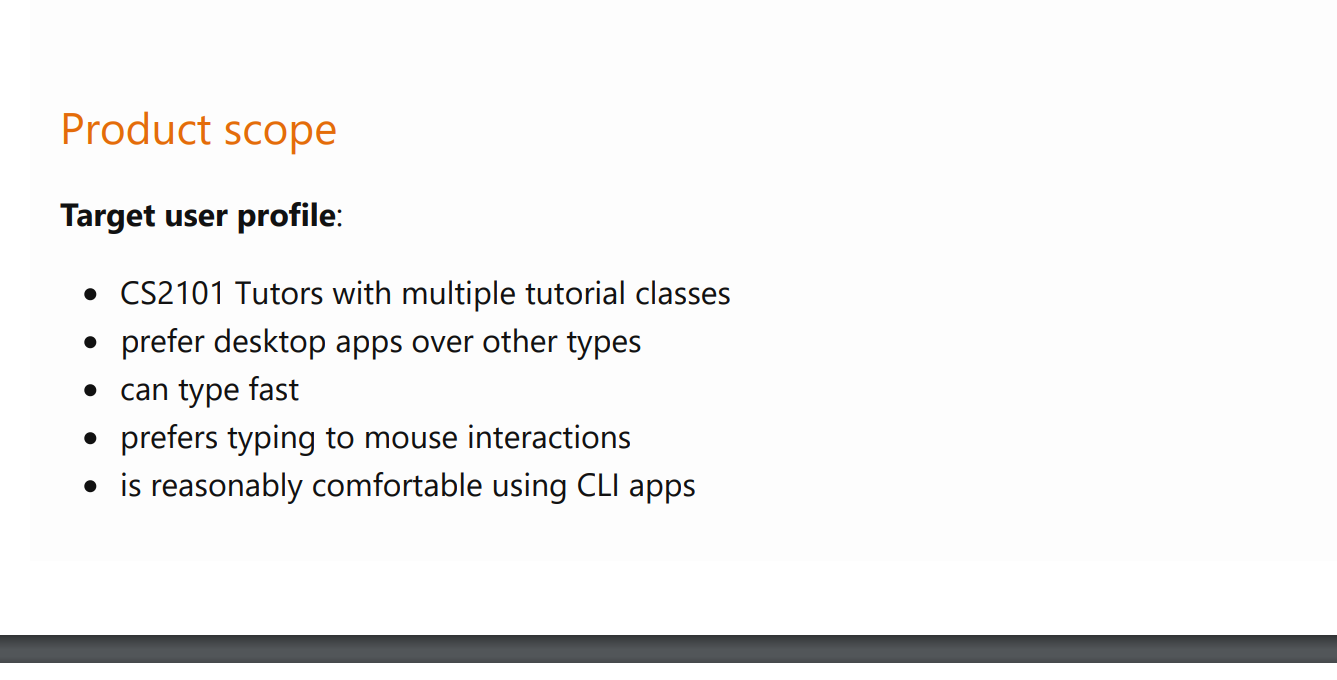 Product scope
Target user profile:
• CS2101 Tutors with multiple tutorial classes
• prefer desktop apps over other types
• can type fast
• prefers typing to mouse interactions
• is reasonably comfortable using CLI apps